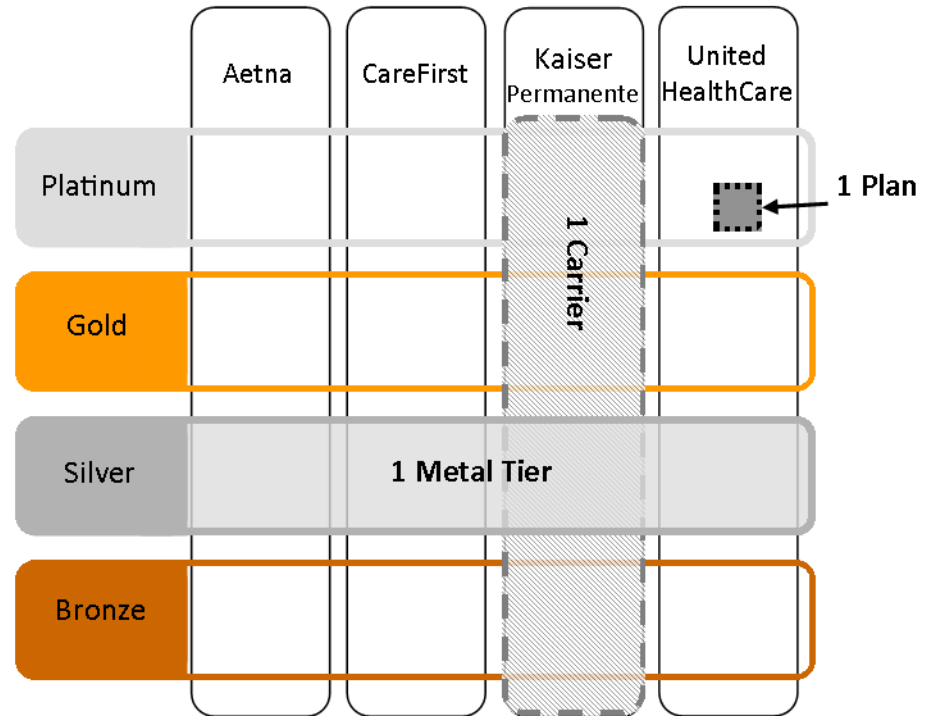 Aetna
CareFirst
Kaiser
Permanente
United
HealthCare
Platinum
1 Plan
1 Carrier
Gold
Silver
1 Metal Tier
Bronze